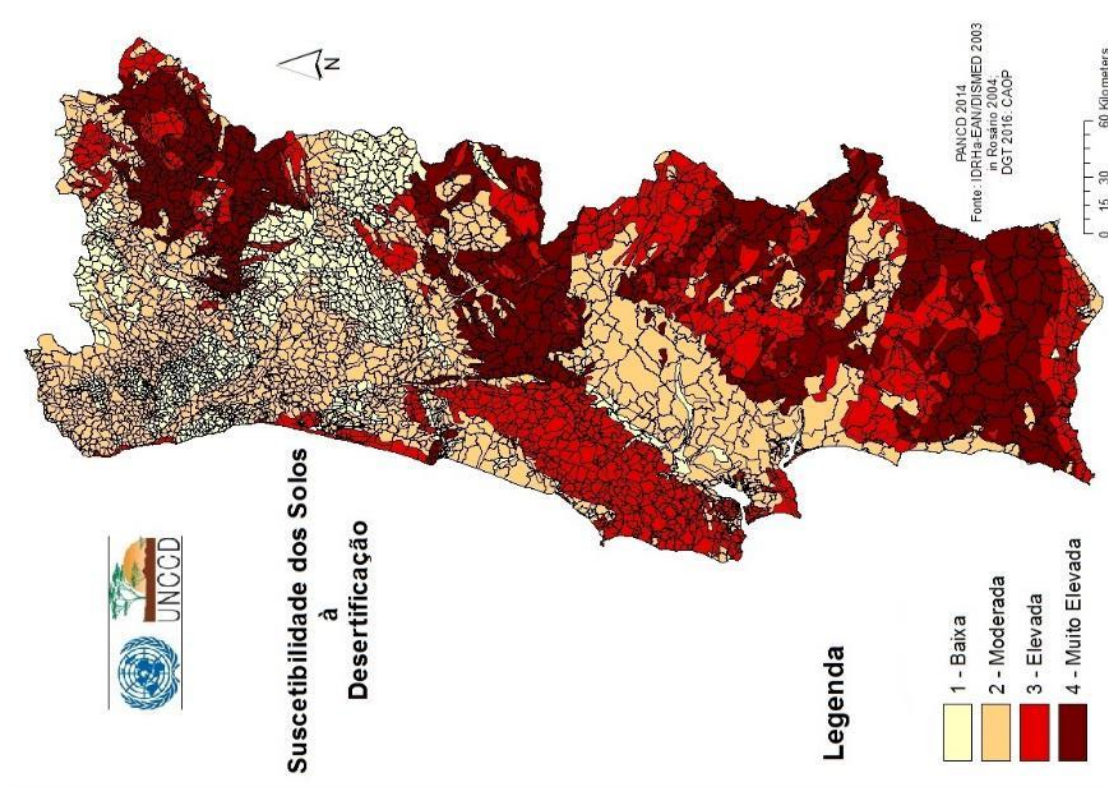 UNCCD
Suscetibilidade dos Solos
à
Desertificação
N
Legenda
1 - Baixa
2 - Moderada
3 - Elevada
4 - Muito Elevada
PANCD 2014
Fonte: IDRHa-EAN/DISMED 2003
in Rosário 2004;
DGT 2016: CAOP
0 15 30 60 Kilometers